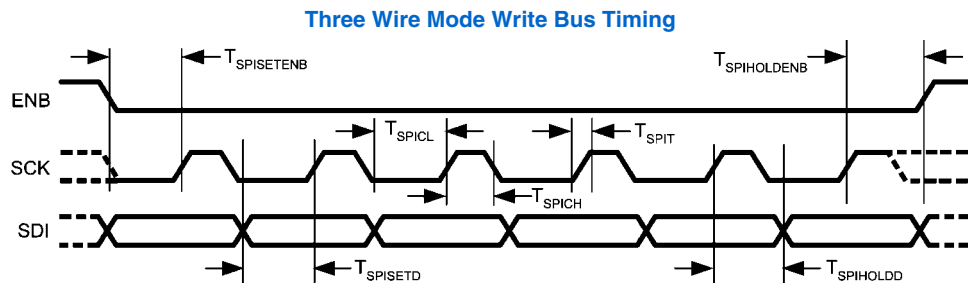 Three Wire Mode Write Bus Timing
TSPISETENB
TSPIHOLDENB
ENB
TSPICL
TSPIT
SCK
TSPICH
SDI
TSPISETD
TSPIHOLDD